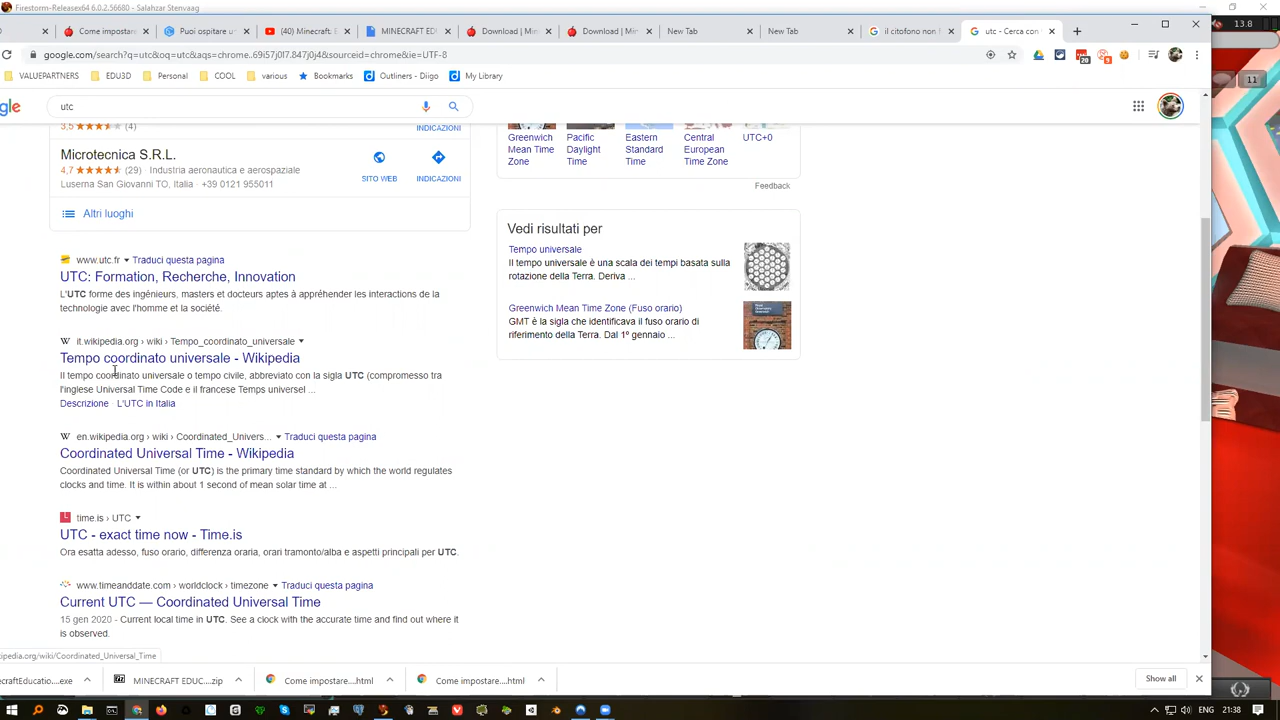 Firestorm-Releasex64 6.0.2.56680 - Salahzar Stenvaag
13.8
Come impostare
Puoi ospitare u
(40) Minecraft:
MINECRAFT ED
Download | Mi
Download | Min
New Tab
New Tab
il citofono non f
utc - Cerca con
google.com/search?q=utc&oq=utc&aqs=chrome..69i57j0l7.847j0j4&sourceid=chrome&ie=UTF-8
VALUEPARTNERS EDU3D Personal COOL various Bookmarks Outliners - Diigo My Library
11
gle utc
3,5 (4)
INDICAZIONI
Microtecnica S.R.L.
4,7 (29) · Industria aeronautica e aerospaziale
Luserna San Giovanni TO, Italia · +39 0121 955011
SITO WEB INDICAZIONI
Altri luoghi
Greenwich Mean Time Zone
Pacific Daylight Time
Eastern Standard Time
Central European Time Zone
UTC+0
Feedback
Vedi risultati per
Tempo universale
Il tempo universale è una scala dei tempi basata sulla
rotazione della Terra. Deriva ...
Greenwich Mean Time Zone (Fuso orario)
GMT è la sigla che identificava il fuso orario di
riferimento della Terra. Dal 1º gennaio ...
www.utc.fr Traduci questa pagina
UTC: Formation, Recherche, Innovation
L'UTC forme des ingénieurs, masters et docteurs aptes à appréhender les interactions de la
technologie avec l'homme et la société.
it.wikipedia.org › wiki › Tempo_coordinato_universale
Tempo coordinato universale - Wikipedia
Il tempo coordinato universale o tempo civile, abbreviato con la sigla UTC (compromesso tra
l'inglese Universal Time Code e il francese Temps universel ...
Descrizione · L'UTC in Italia
en.wikipedia.org › wiki › Coordinated_Univers... Traduci questa pagina
Coordinated Universal Time - Wikipedia
Coordinated Universal Time (or UTC) is the primary time standard by which the world regulates
clocks and time. It is within about 1 second of mean solar time at ...
time.is › UTC
UTC - exact time now - Time.is
Ora esatta adesso, fuso orario, differenza oraria, orari tramonto/alba e aspetti principali per UTC.
www.timeanddate.com › worldclock › timezone Traduci questa pagina
Current UTC — Coordinated Universal Time
15 gen 2020 - Current local time in UTC. See a clock with the accurate time and find out where it
is observed.
ipedia.org/wiki/Coordinated_Universal_Time
ecraftEducatio....exe
MINECRAFT EDUC....zip
Come impostare....html
Come impostare....html
Show all
ENG 21:38